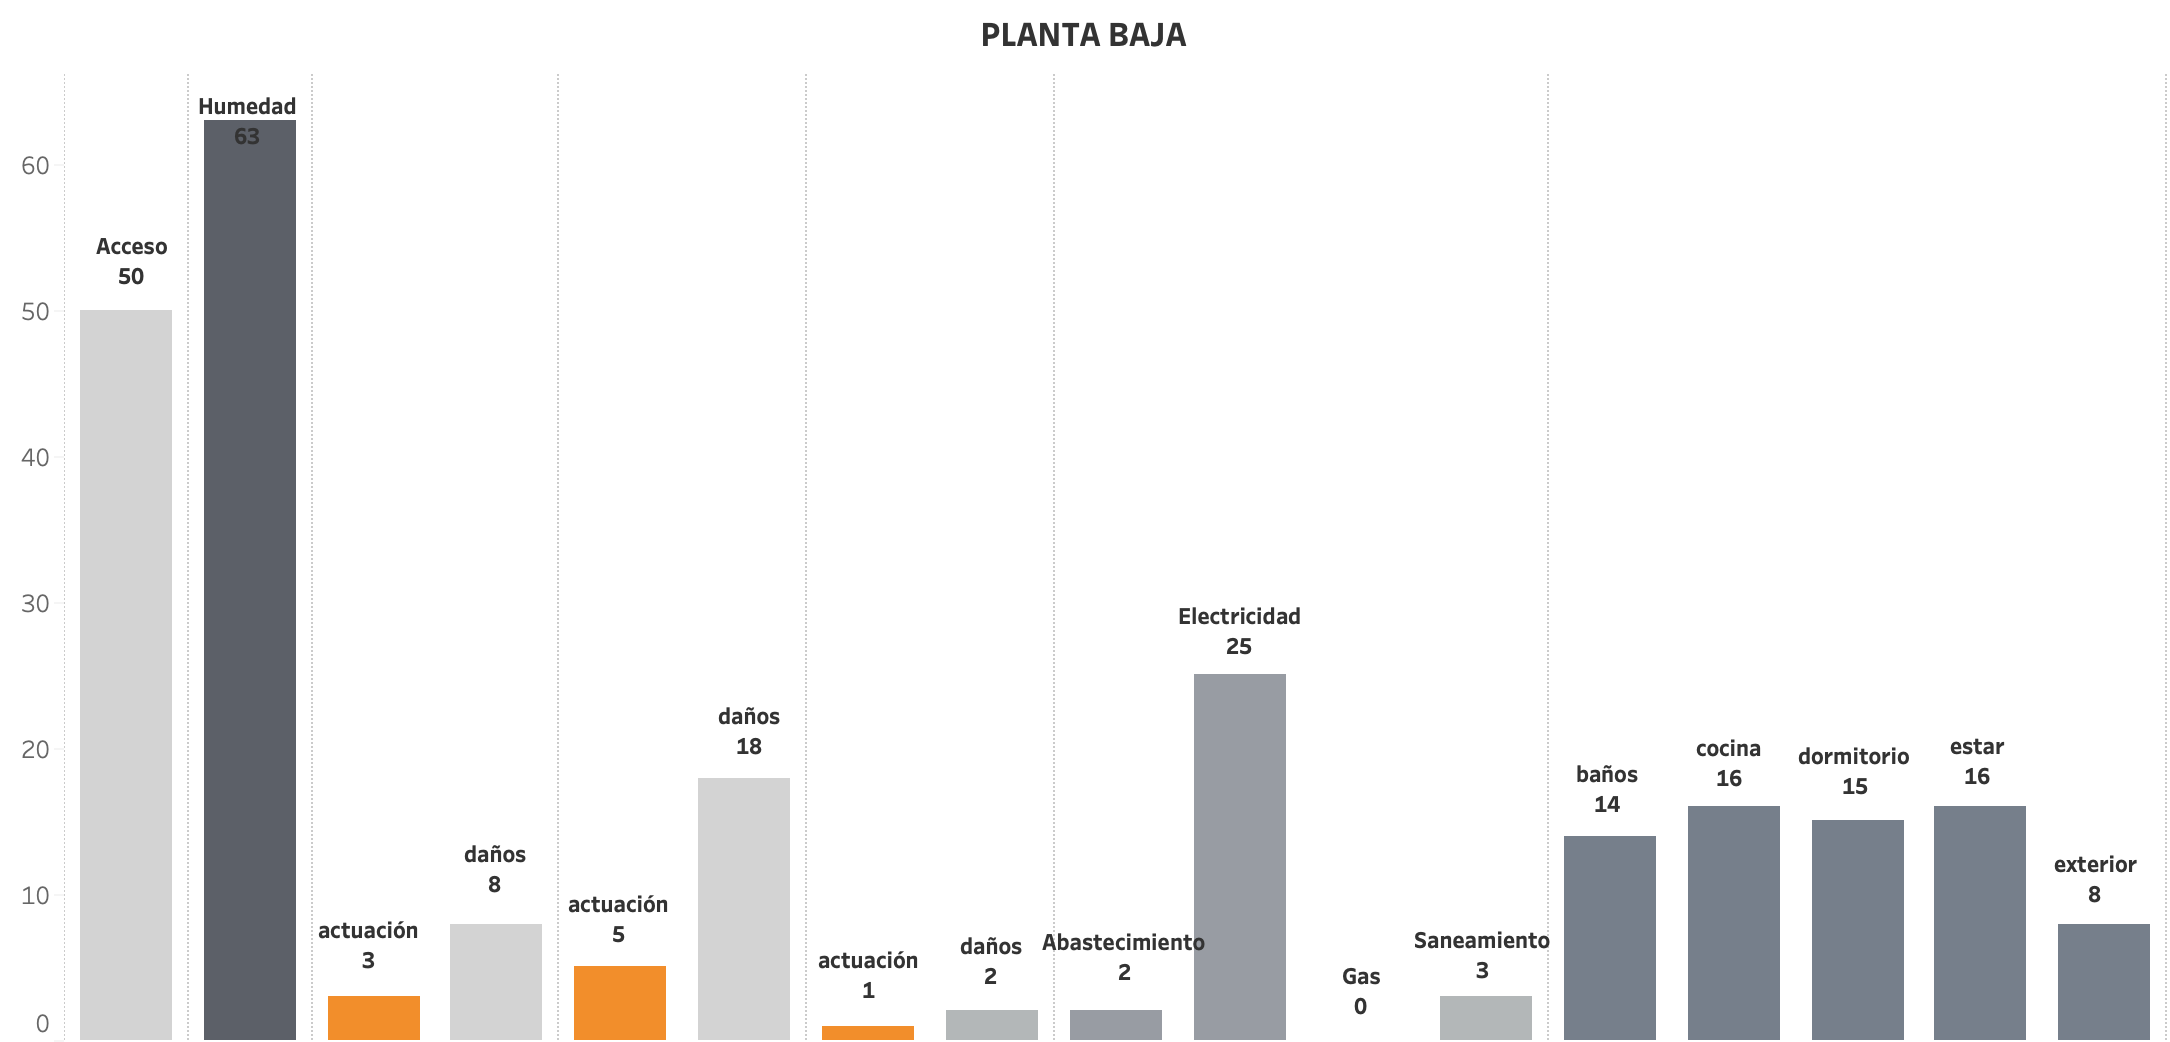 PLANTA BAJA
60
50
40
30
20
10
0
Acceso
50
Humedad
63
actuación
3
daños
8
actuación
5
daños
18
actuación
1
daños
2
Abastecimiento
2
Electricidad
25
Gas
0
Saneamiento
3
baños
14
cocina
16
dormitorio
15
estar
16
exterior
8